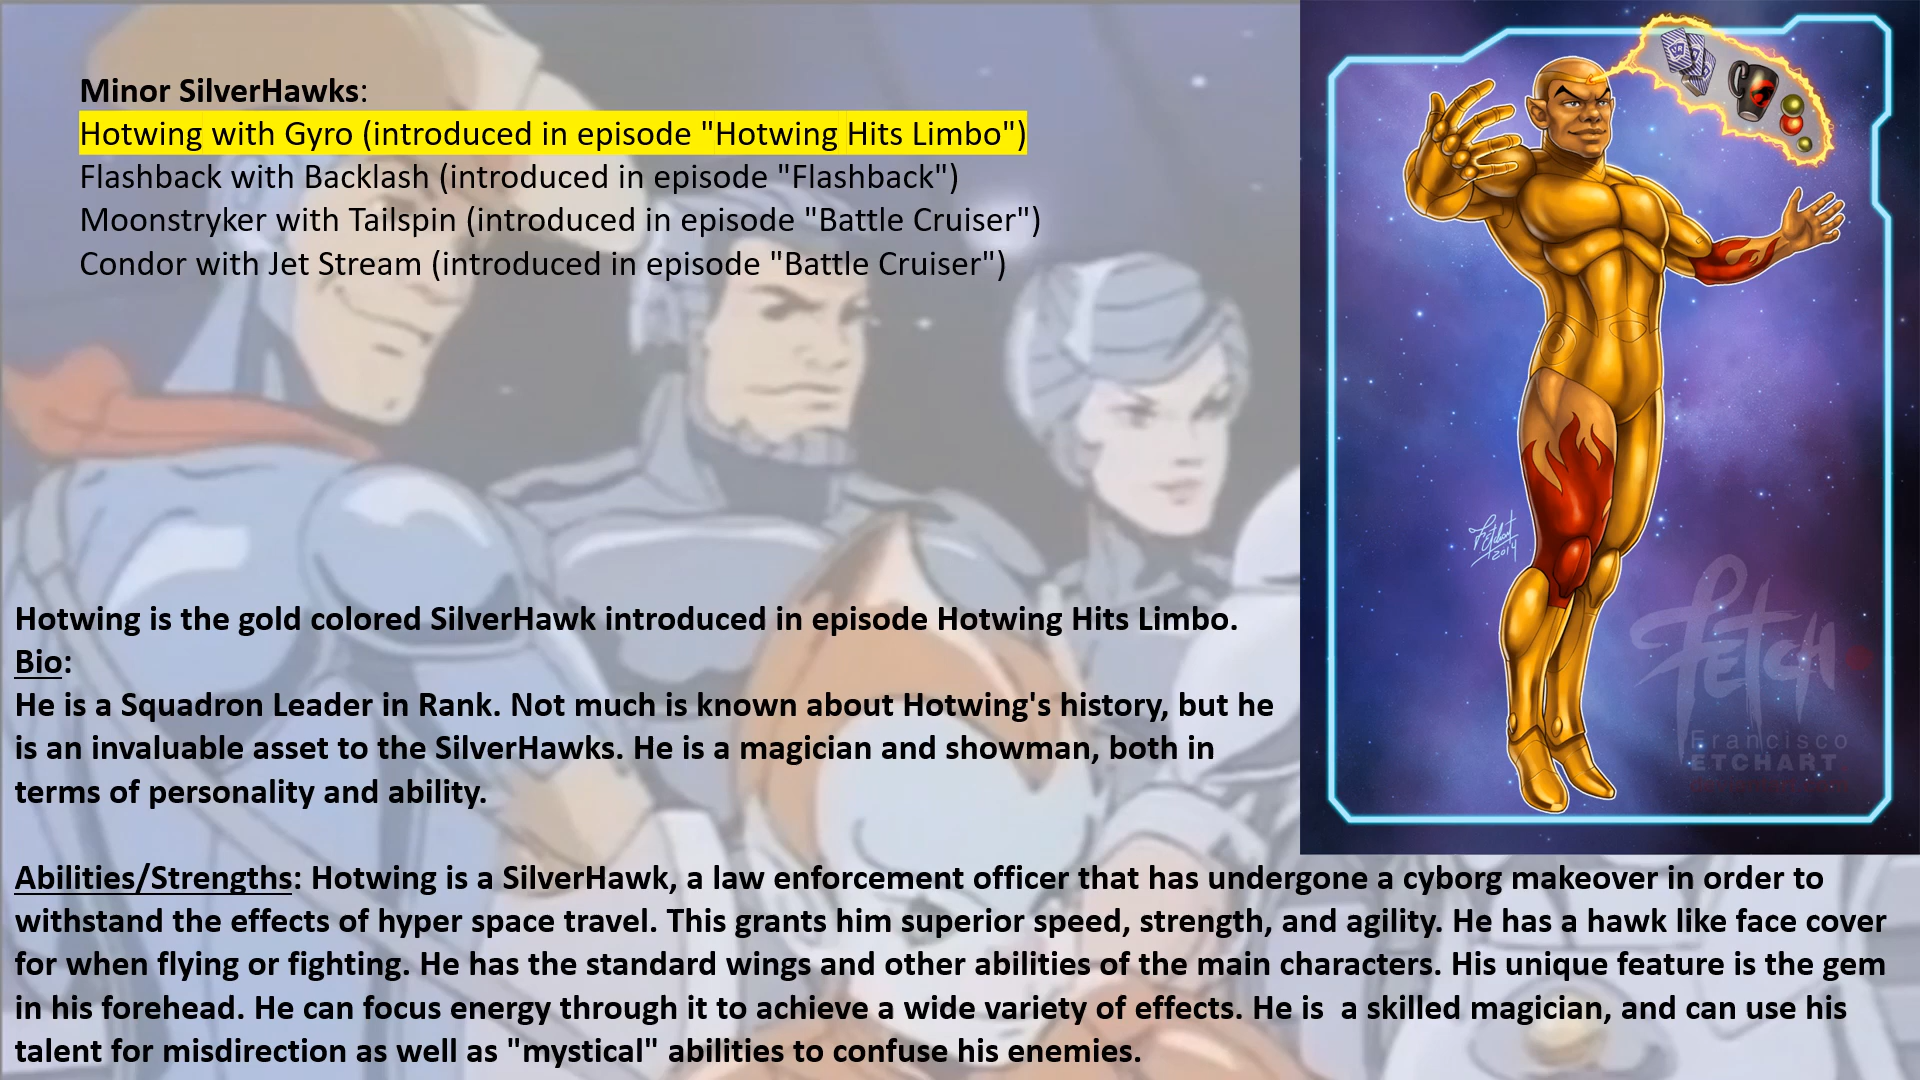 Minor SilverHawks:
Hotwing with Gyro (introduced in episode "Hotwing Hits Limbo")
Flashback with Backlash (introduced in episode "Flashback")
Moonstryker with Tailspin (introduced in episode "Battle Cruiser")
Condor with Jet Stream (introduced in episode "Battle Cruiser")
Hotwing is the gold colored SilverHawk introduced in episode Hotwing Hits Limbo.
Bio:
He is a Squadron Leader in Rank. Not much is known about Hotwing's history, but he
is an invaluable asset to the SilverHawks. He is a magician and showman, both in
terms of personality and ability.
Abilities/Strengths: Hotwing is a SilverHawk, a law enforcement officer that has undergone a cyborg makeover in order to
withstand the effects of hyper space travel. This grants him superior speed, strength, and agility. He has a hawk like face cover
for when flying or fighting. He has the standard wings and other abilities of the main characters. His unique feature is the gem
in his forehead. He can focus energy through it to achieve a wide variety of effects. He is  a skilled magician, and can use his
talent for misdirection as well as "mystical" abilities to confuse his enemies.
VR
2014
FETCH
Francisco
ETCHART